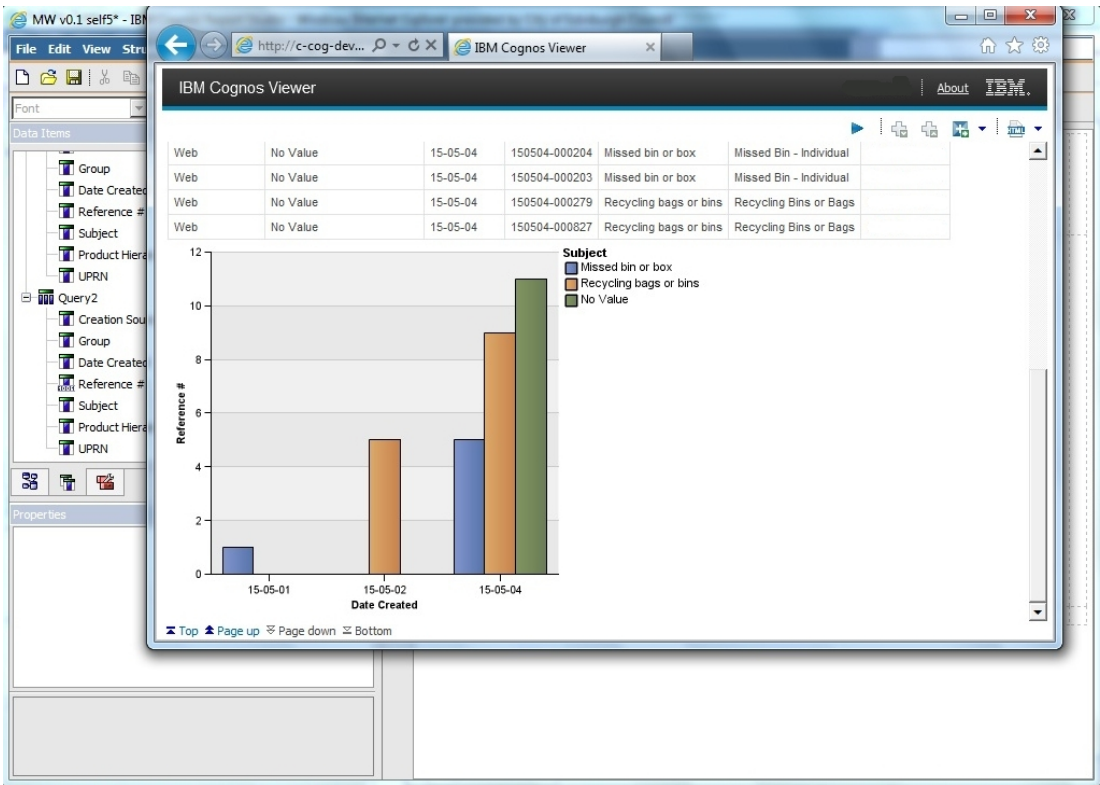 MW v0.1 self5* - IB
File Edit View Stru
Font
Data Items
Group
Date Created
Reference #
Subject
Product Hiera
UPRN
Query2
Creation Sou
Group
Date Created
Reference #
Subject
Product Hiera
UPRN
Properties
http://c-cog-dev...
IBM Cognos Viewer
IBM Cognos Viewer
About IBM.
Web No Value 15-05-04 150504-000204 Missed bin or box Missed Bin - Individual
Web No Value 15-05-04 150504-000203 Missed bin or box Missed Bin - Individual
Web No Value 15-05-04 150504-000279 Recycling bags or bins Recycling Bins or Bags
Web No Value 15-05-04 150504-000827 Recycling bags or bins Recycling Bins or Bags
Subject
Missed bin or box
Recycling bags or bins
No Value
Reference #
12
10
8
6
4
2
0
15-05-01 15-05-02 15-05-04
Date Created
Top Page up Page down Bottom